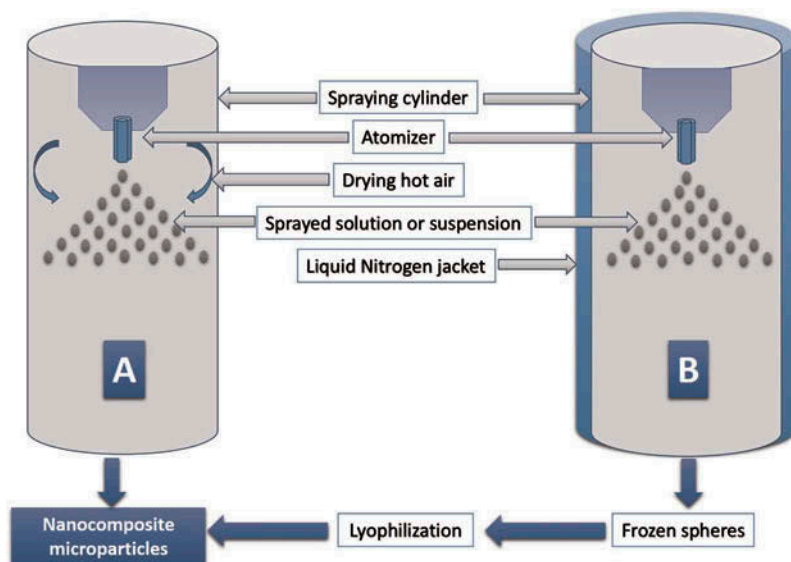 Spraying cylinder
Atomizer
Drying hot air
Sprayed solution or suspension
Liquid Nitrogen jacket
A
B
Nanocomposite
microparticles
Lyophilization
Frozen spheres